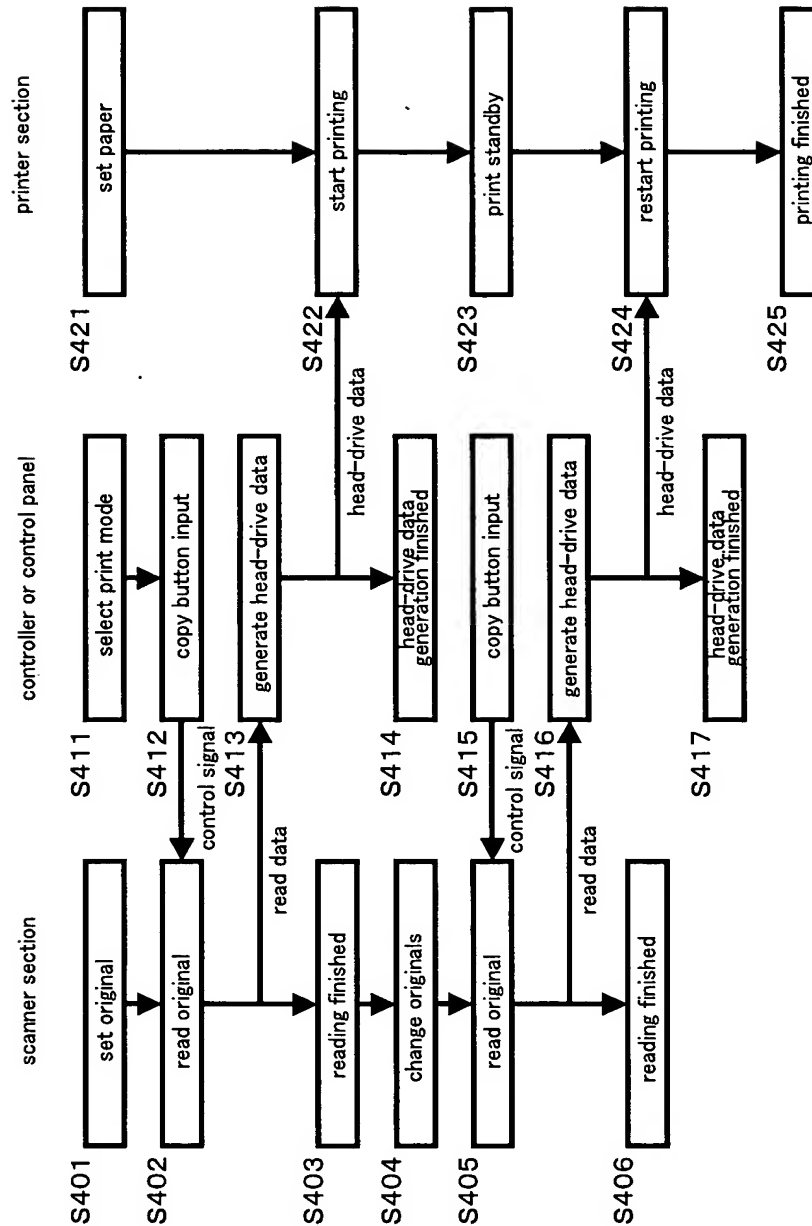 scanner section
S401
set original
S402
read original
read data
S403
reading finished
S404
change originals
S405
read original
read data
S406
reading finished
controller or control panel
S411
select print mode
S412
copy button input
control signal
S413
generate head-drive data
head-drive data
S414
head-drive data
generation finished
S415
copy button input
control signal
S416
generate head-drive data
head-drive data
S417
head-drive data
generation finished
printer section
S421
set paper
S422
start printing
S423
print standby
S424
restart printing
S425
printing finished